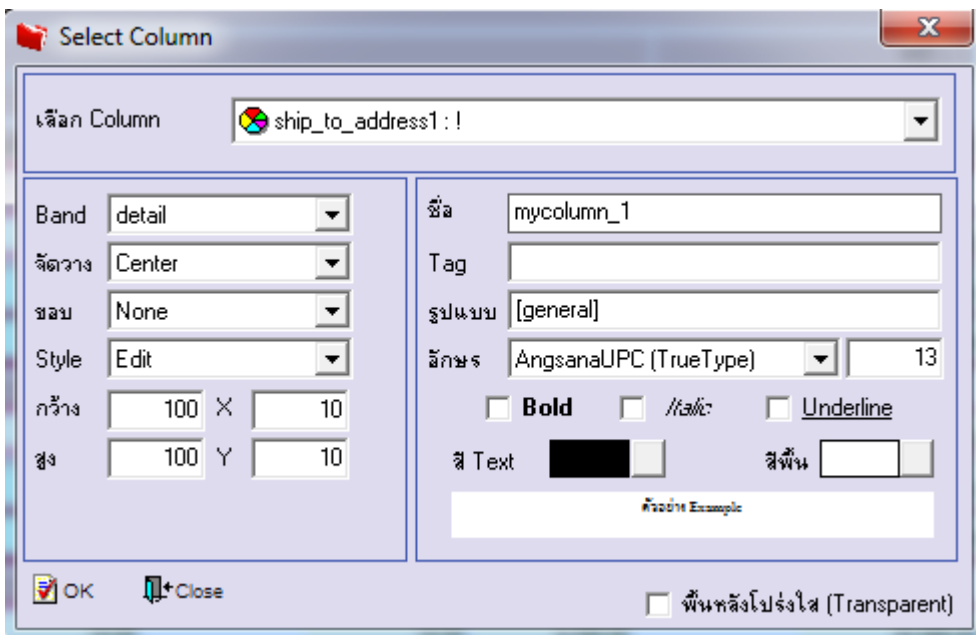 Select Column
เลือก Column ship_to_address1 : !
Band detail
จัดวาง Center
ขอบ None
Style Edit
กว้าง 100 X 10
สูง 100 Y 10
ชื่อ mycolumn_1
Tag
รูปแบบ [general]
อักษร AngsanaUPC (TrueType) 13
Bold Italic Underline
สี Text สีพื้น
ตัวอย่าง Example
OK Close
พื้นหลังโปร่งใส (Transparent)